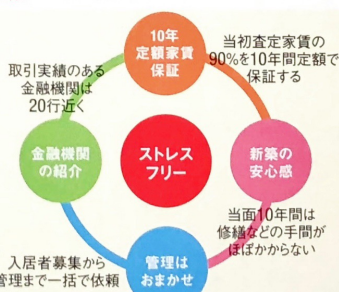 10年
定額家賃
保証
当初査定家賃の
90%を10年間定額で
保証する
取引実績のある
金融機関は
20行近く
金融機関
の紹介
ストレス
フリー
新築の
安心感
当面10年間は
修繕などの手間が
ほぼかからない
入居者募集から
管理まで一括で依頼
管理は
おまかせ